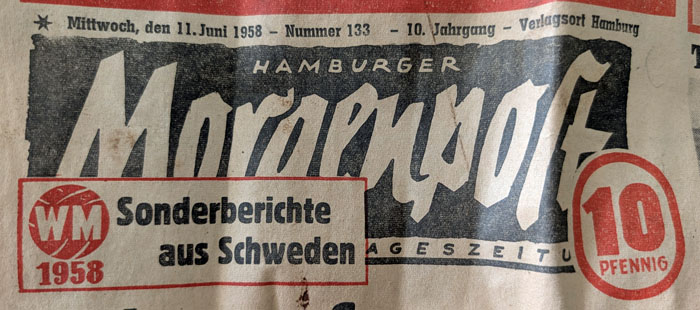 Mittwoch, den 11. Juni 1958 - Nummer 133 - 10. Jahrgang - Verlagsort Hamburg
HAMBURGER
Morgenpost
WM
1958
Sonderberichte
aus Schweden
AGESZEITU
10
PFENNIG